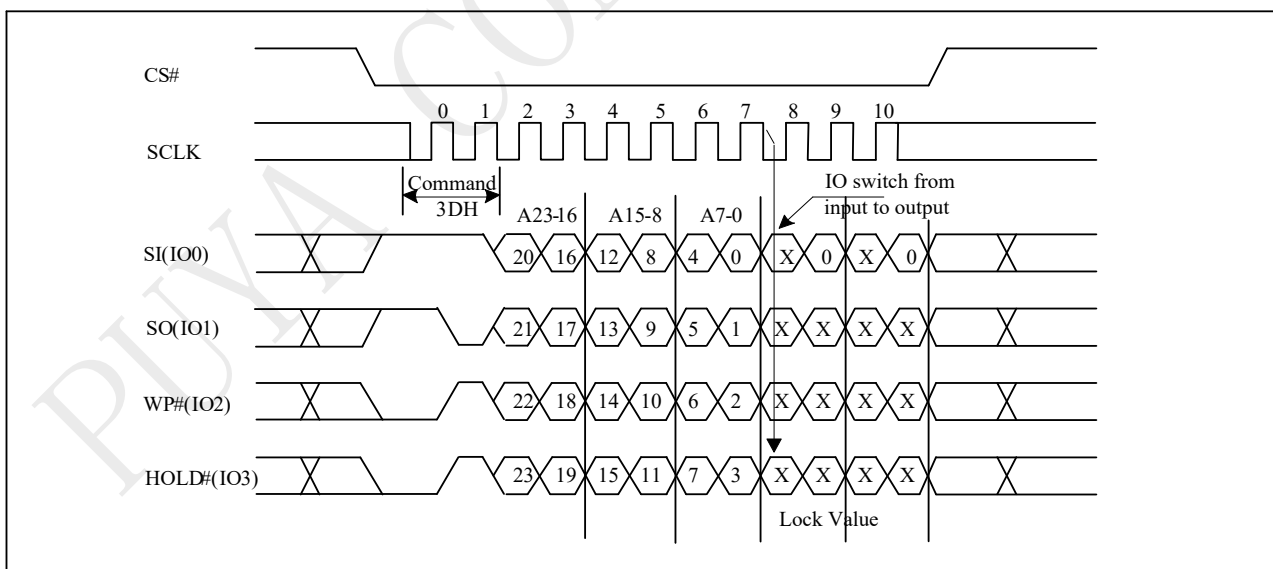 PUYA CO
CS#
0 1 2 3 4 5 6 7 8 9 10
SCLK
Command
3DH
IO switch from
input to output
A23-16 A15-8 A7-0
SI(IO0) 20 16 12 8 4 0 X 0 X 0
SO(IO1) 21 17 13 9 5 1 X X X X
WP#(IO2) 22 18 14 10 6 2 X X X X
HOLD#(IO3) 23 19 15 11 7 3 X X X X
Lock Value